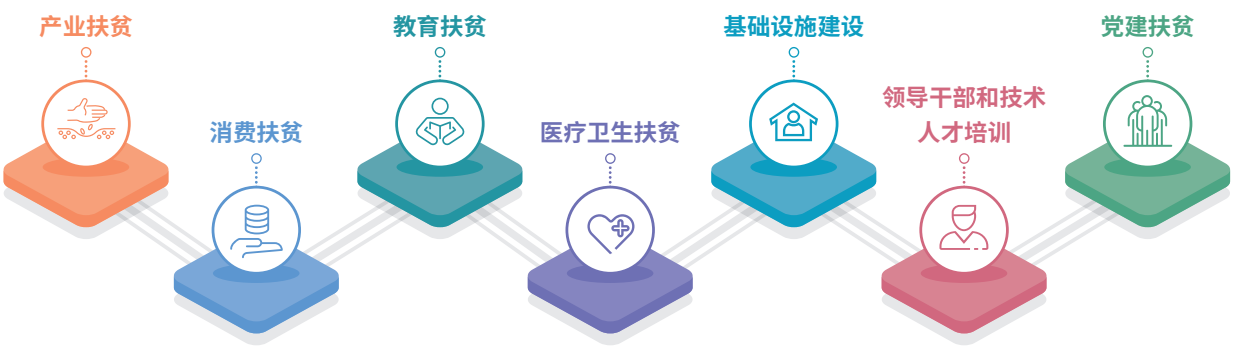 产业扶贫
消费扶贫
教育扶贫
医疗卫生扶贫
基础设施建设
领导干部和技术
人才培训
党建扶贫